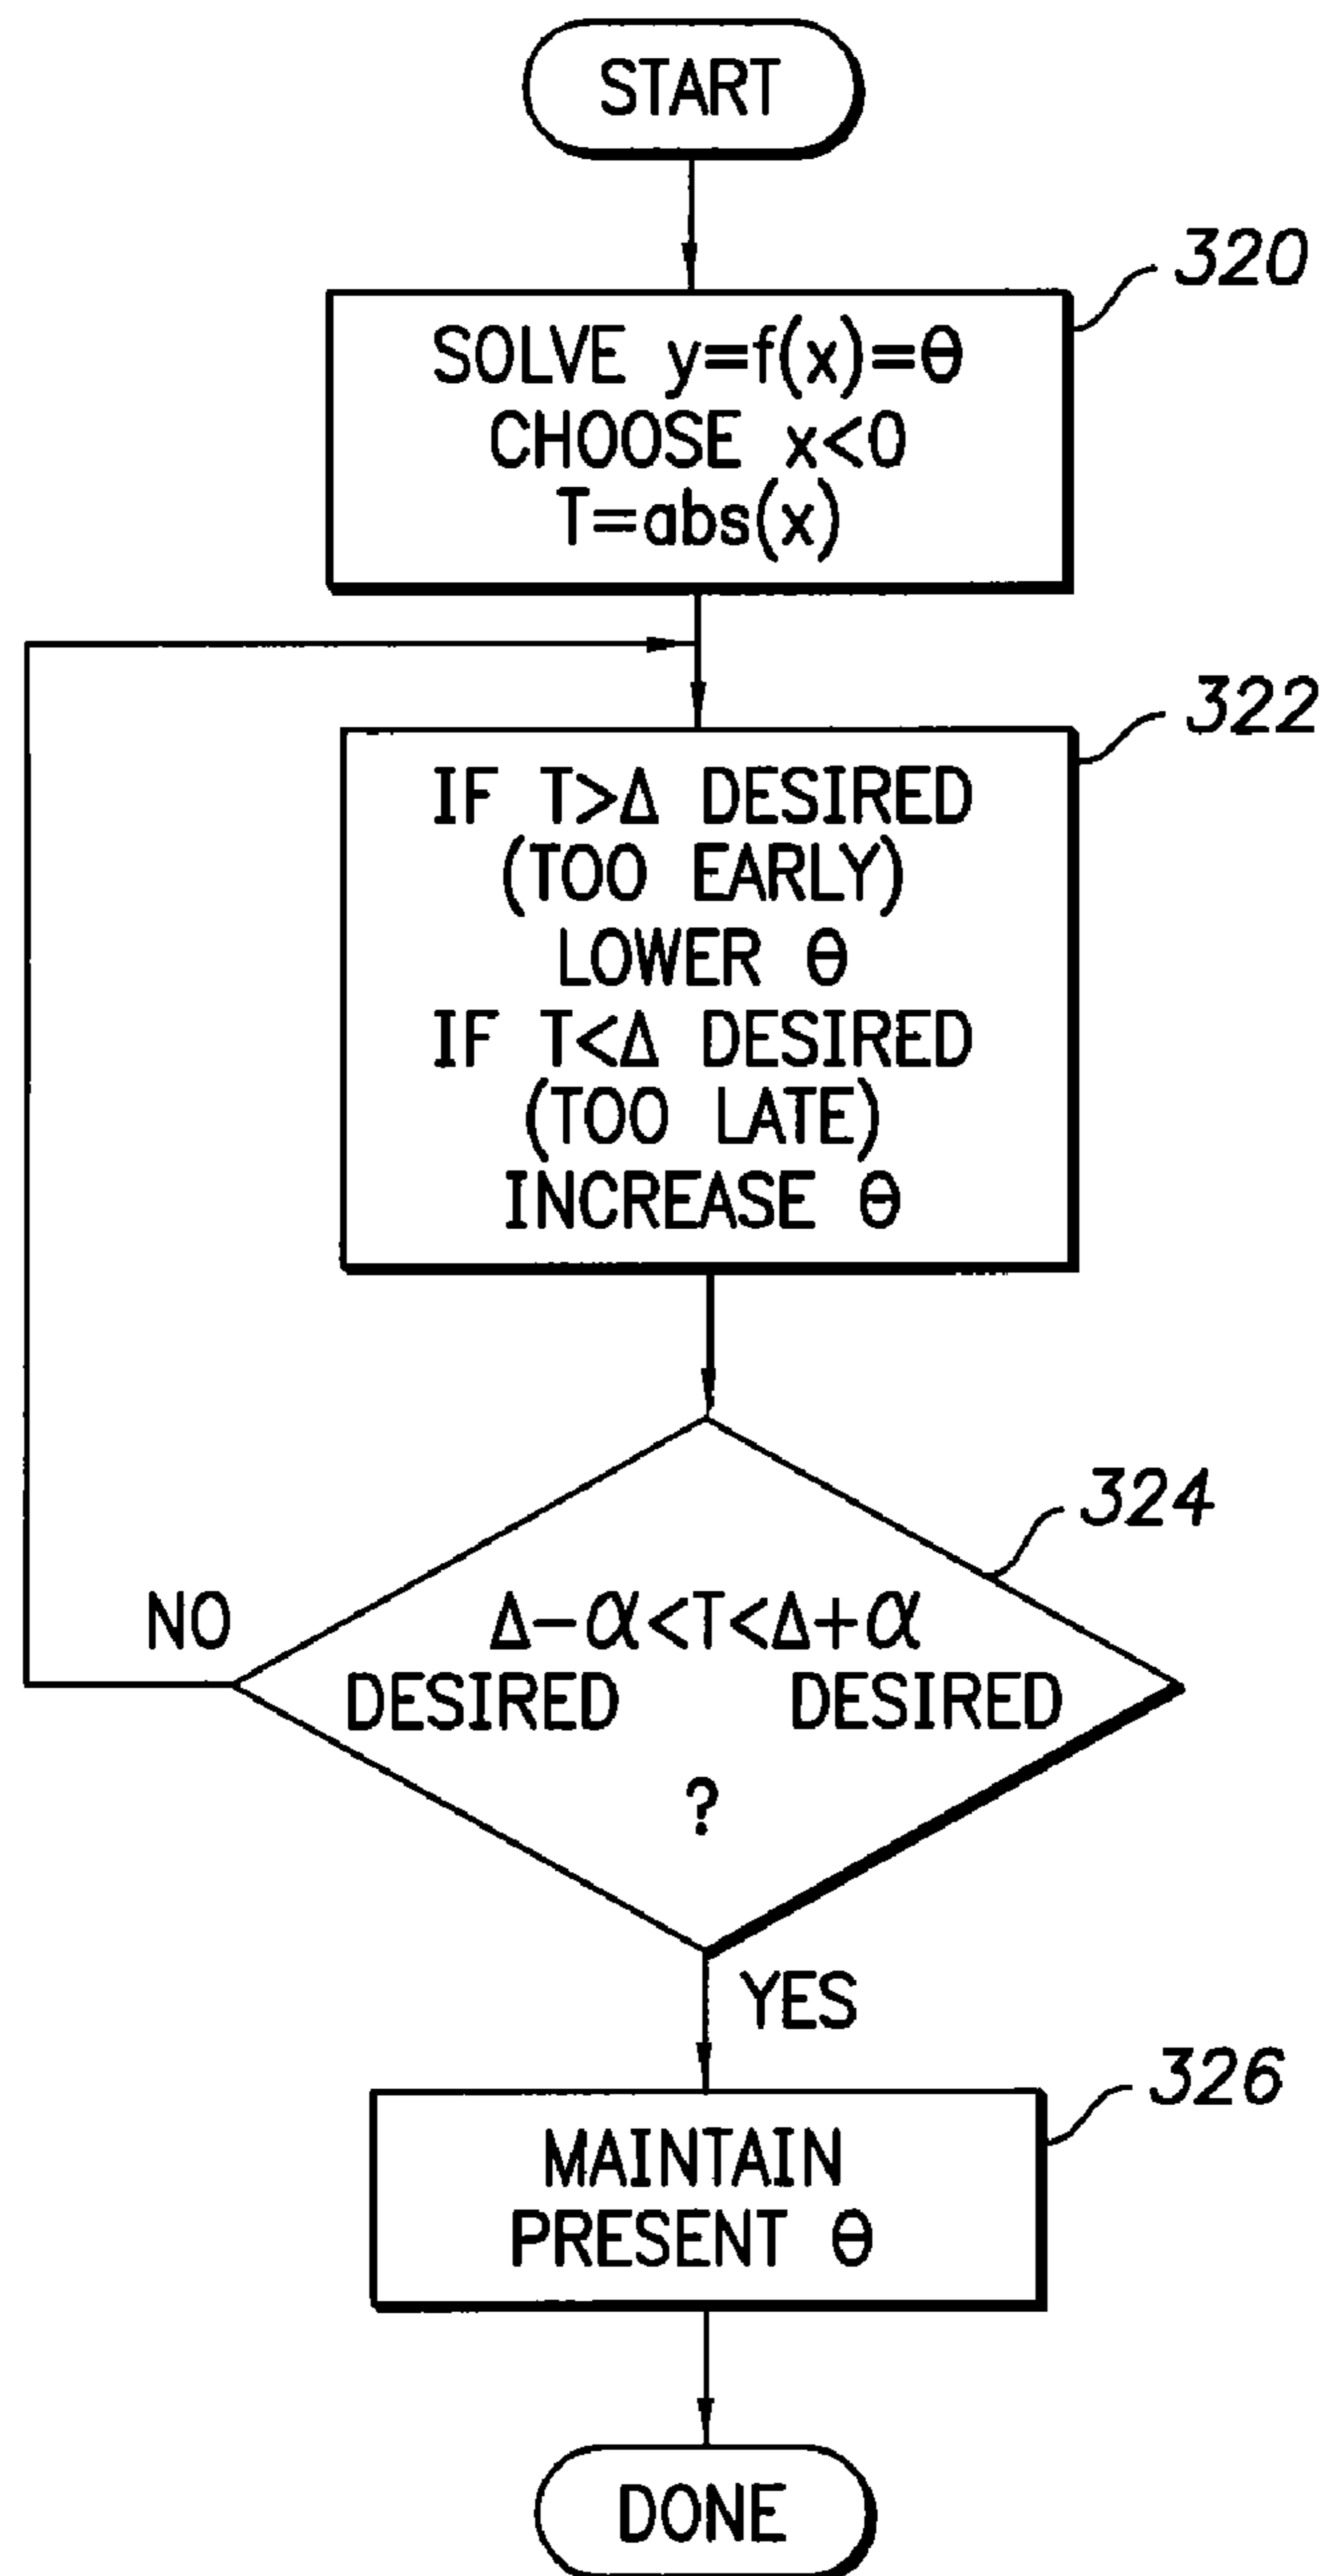 START
320
SOLVE y=f(x)=θ
CHOOSE x<0
T=abs(x)
322
IF T>Δ DESIRED
(TOO EARLY)
LOWER θ
IF T<Δ DESIRED
(TOO LATE)
INCREASE θ
324
NO
Δ-α<T<Δ+α
DESIRED DESIRED
?
YES
326
MAINTAIN
PRESENT θ
DONE